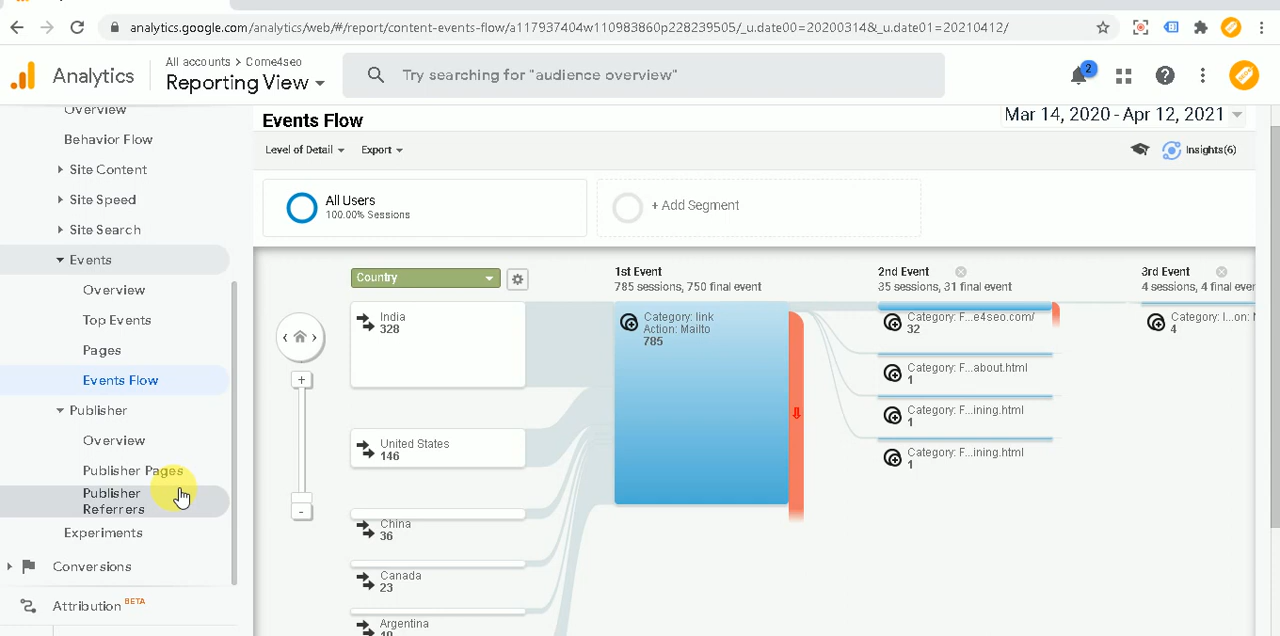 analytics.google.com/analytics/web/#/report/content-events-flow/a117937404w110983860p228239505/_u.date00=20200314&_u.date01=20210412/
Analytics
All accounts > Come4seo
Reporting View
Try searching for "audience overview"
2
Overview
Behavior Flow
Site Content
Site Speed
Site Search
Events
Overview
Top Events
Pages
Events Flow
Publisher
Overview
Publisher Pages
Publisher
Referrers
Experiments
Conversions
Attribution BETA
Events Flow
Mar 14, 2020 - Apr 12, 2021
Level of Detail
Export
Insights(6)
All Users
100.00% Sessions
+ Add Segment
Country
1st Event
785 sessions, 750 final event
2nd Event
35 sessions, 31 final event
3rd Event
4 sessions, 4 final ever
India
328
United States
146
China
36
Canada
23
Argentina
Category: link
Action: Mailto
785
Category: F...e4seo.com/
32
Category: F...about.html
1
Category: F...ining.html
1
Category: F...ining.html
1
Category: l...on:
4